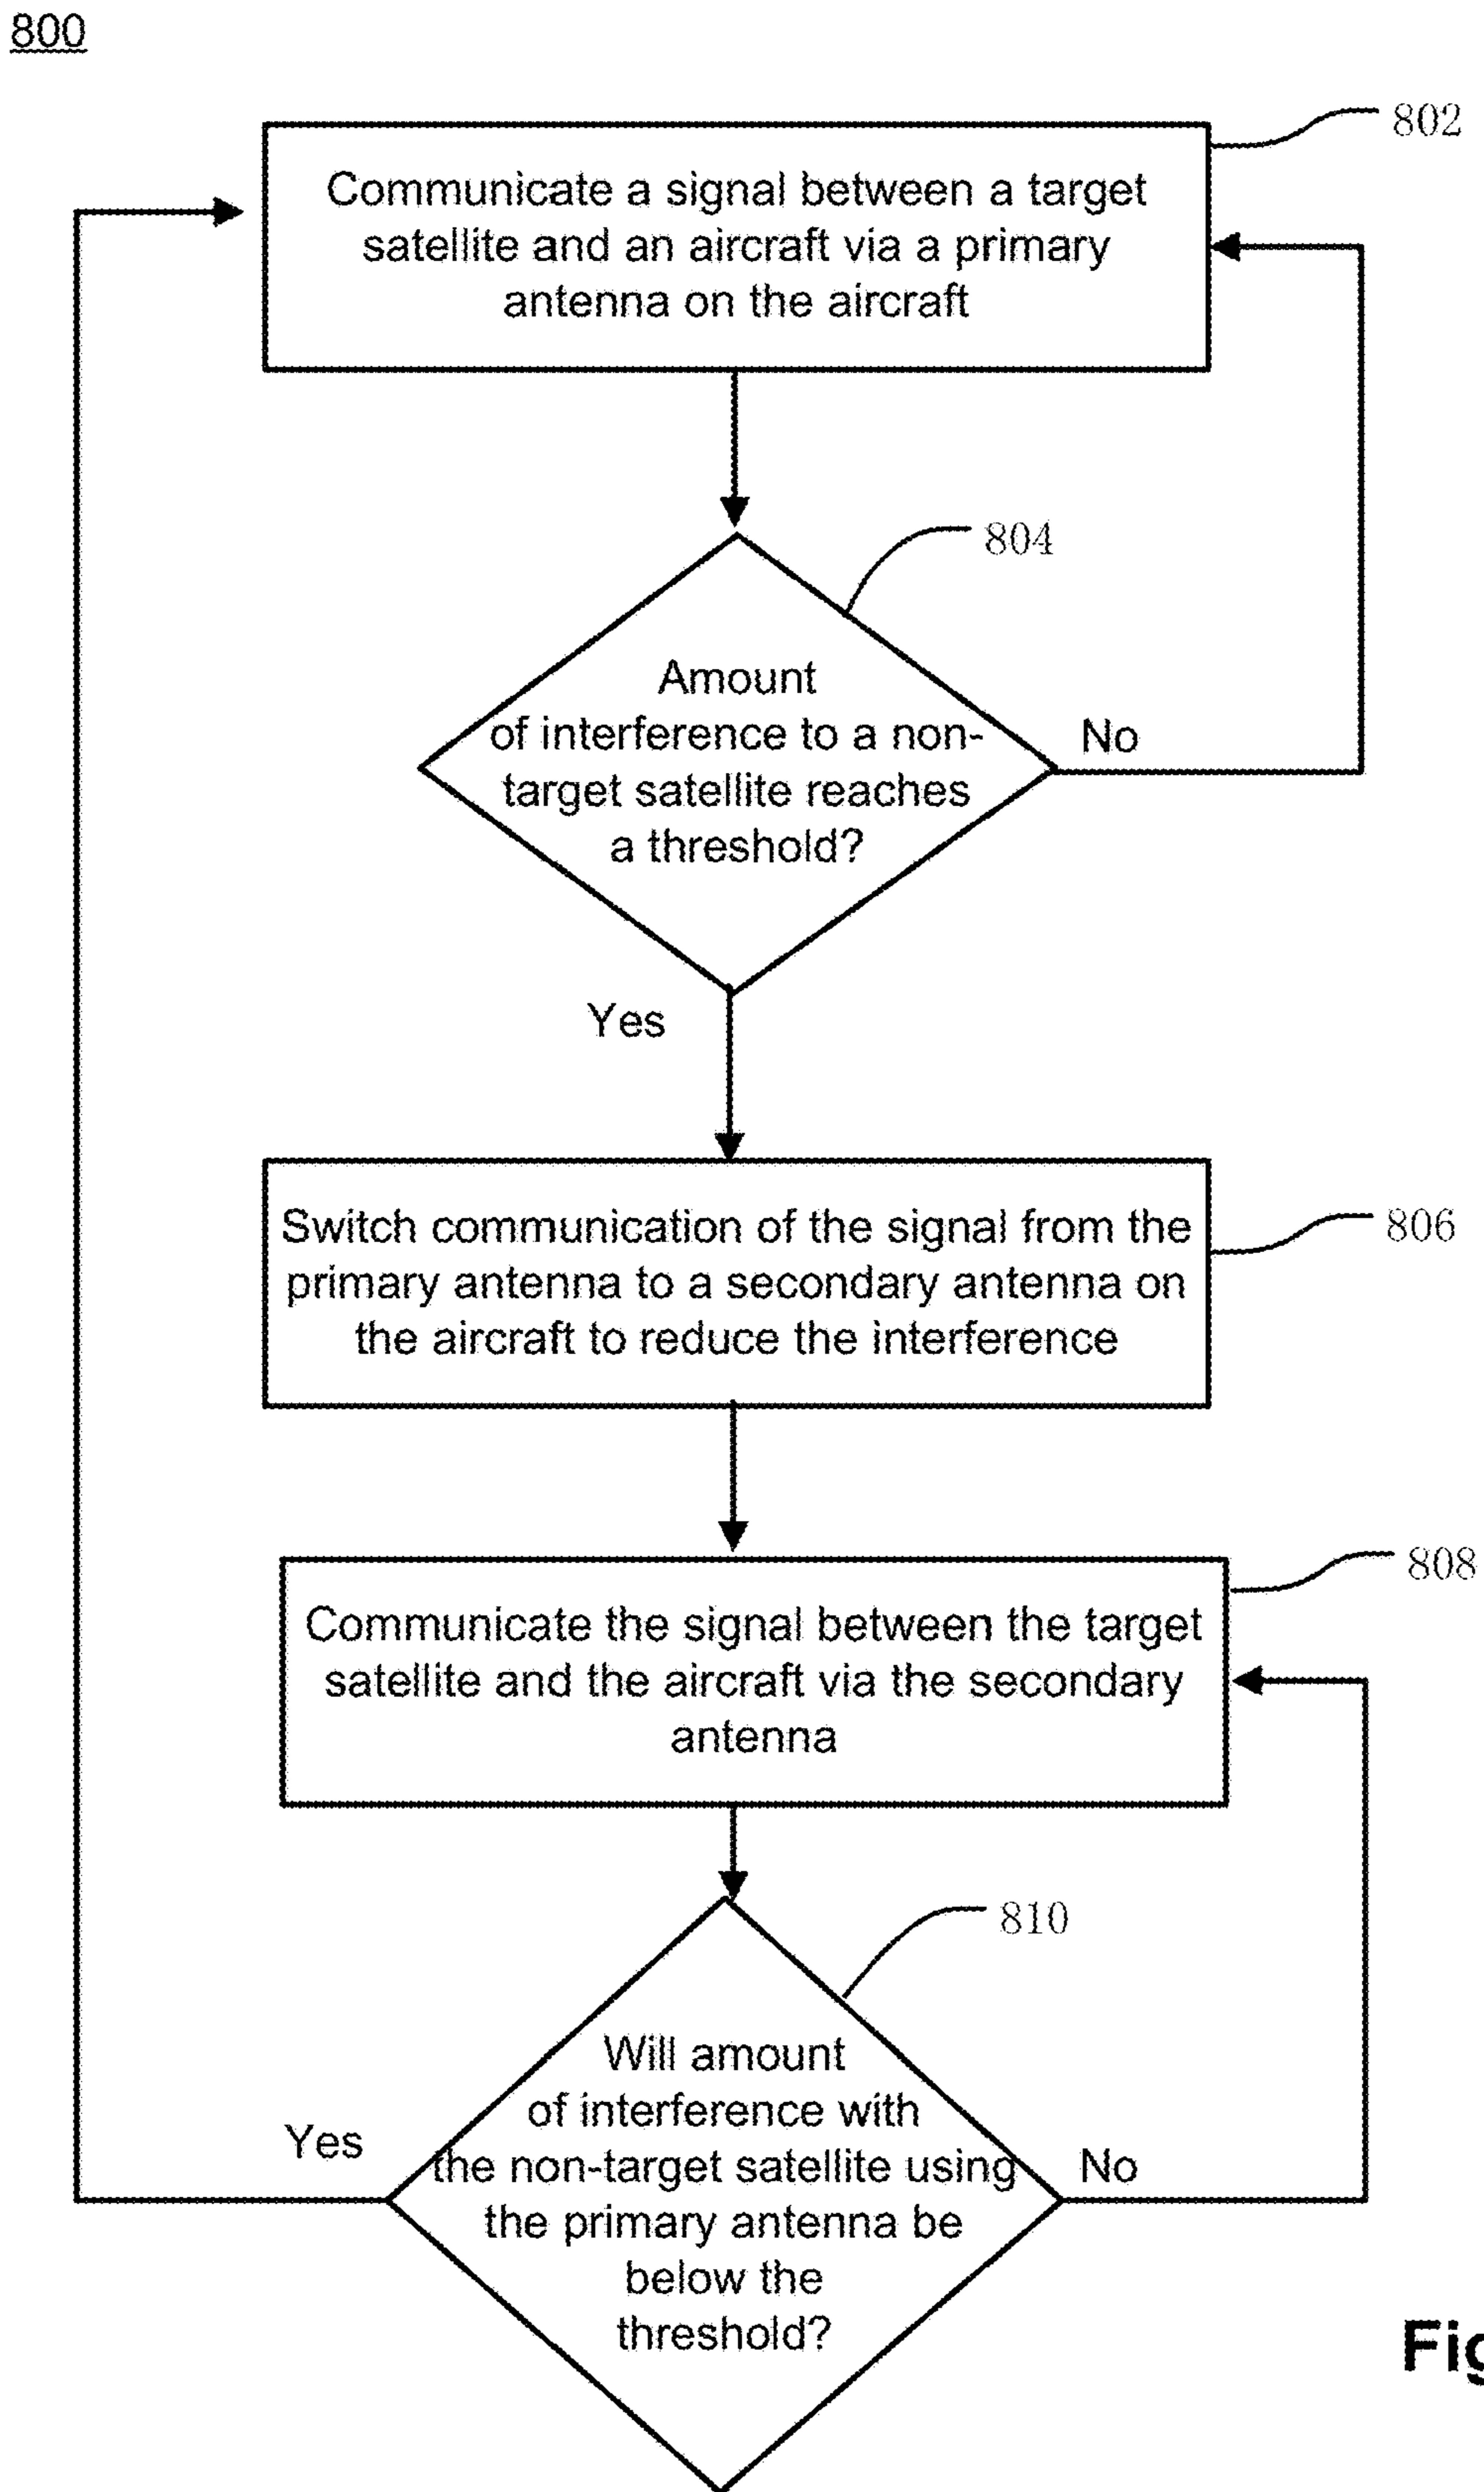 800
802
Communicate a signal between a target
satellite and an aircraft via a primary
antenna on the aircraft
804
Amount
of interference to a non-
target satellite reaches
a threshold?
No
Yes
806
Switch communication of the signal from the
primary antenna to a secondary antenna on
the aircraft to reduce the interference
808
Communicate the signal between the target
satellite and the aircraft via the secondary
antenna
810
Will amount
of interference with
the non-target satellite using
the primary antenna be
below the
threshold?
Yes
No
Fig